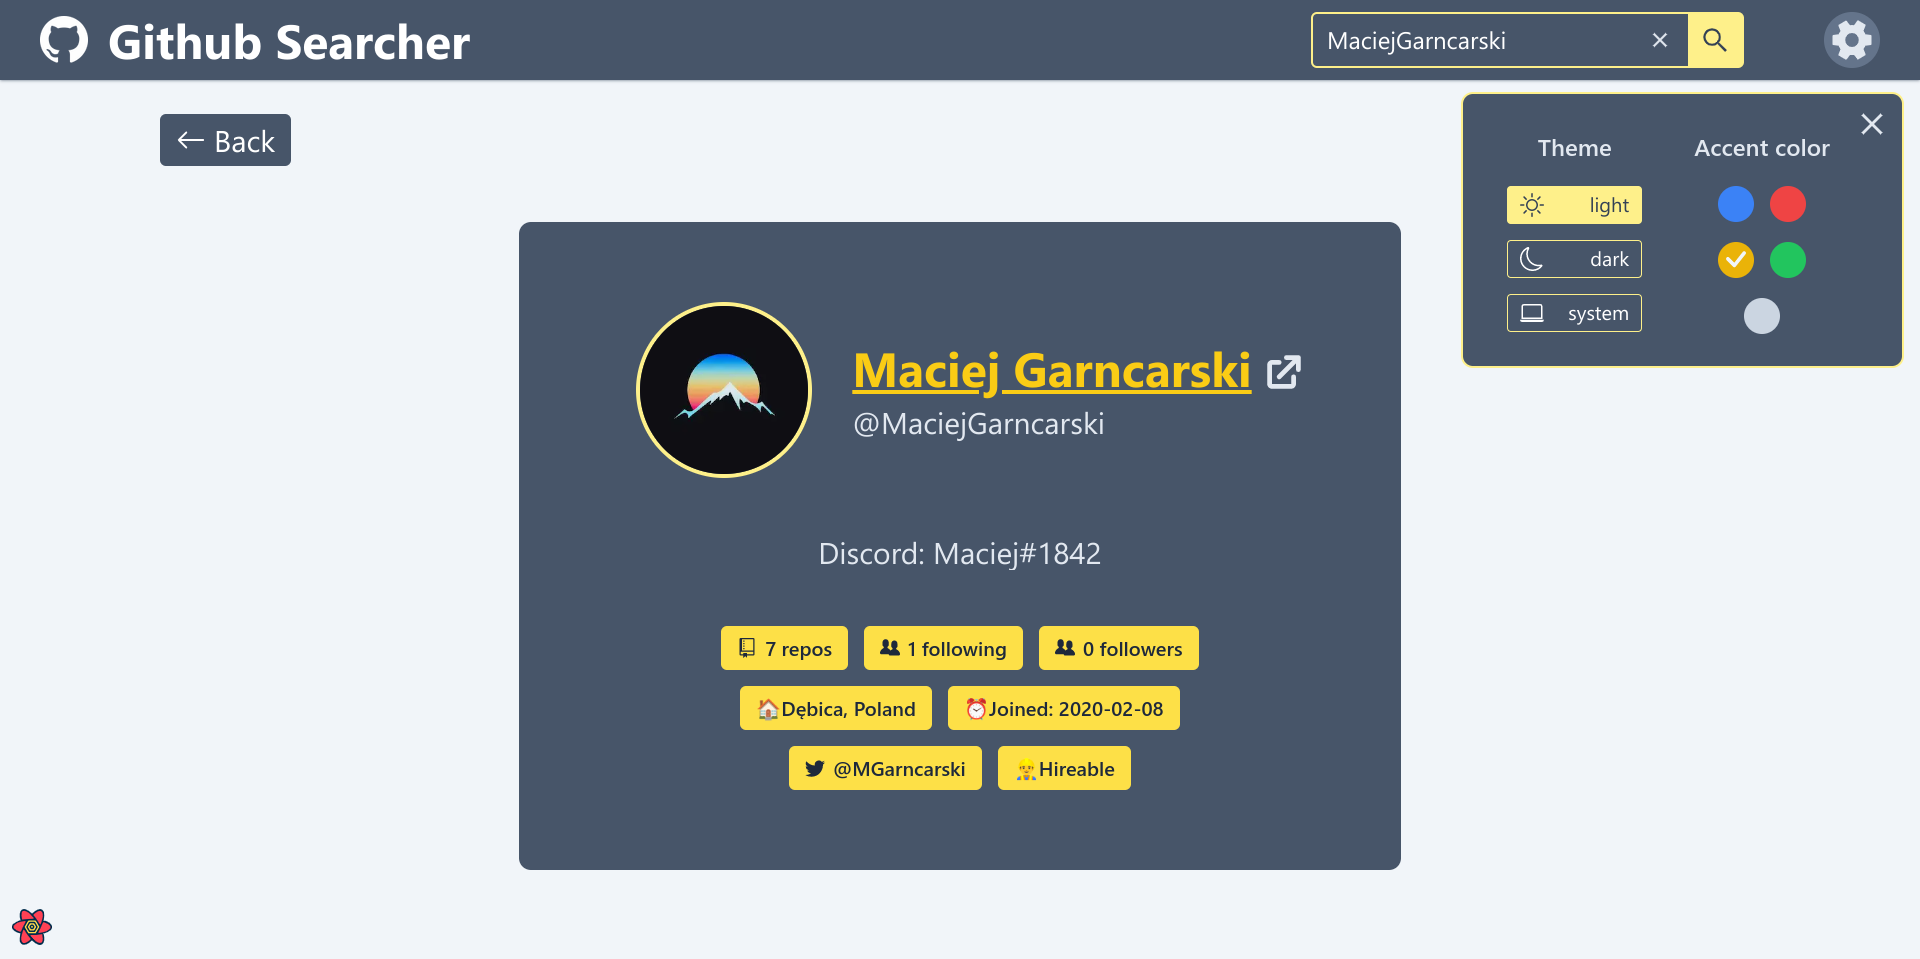 Github Searcher
MaciejGarncarski
← Back
Theme
Accent color
light
dark
system
Maciej Garncarski
@MaciejGarncarski
Discord: Maciej#1842
7 repos
1 following
0 followers
🏠Dębica, Poland
⏰Joined: 2020-02-08
@MGarncarski
👷Hireable